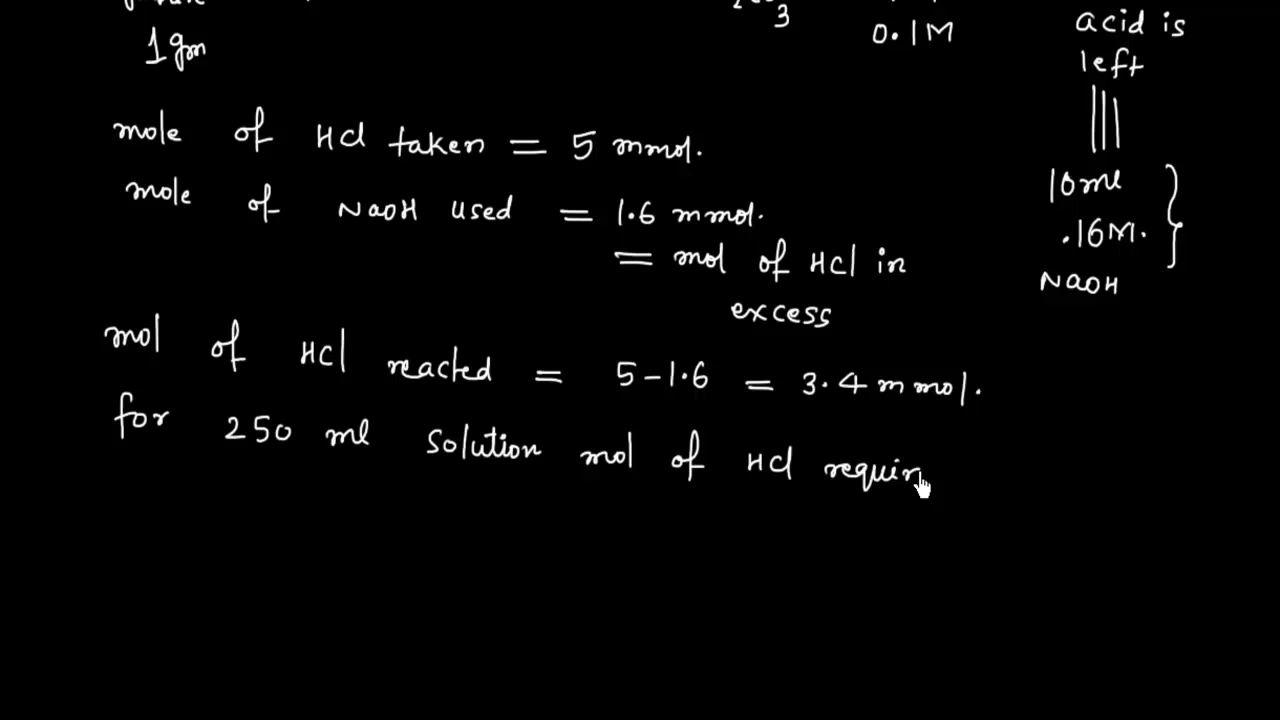 3
0.1M
acid is
left
1gm
mole of HCl taken = 5 mmol.
mole of NaOH used = 1.6 mmol.
= mol of HCl in
excess
10ml
.16M.
NaOH
mol of HCl reacted = 5-1.6 = 3.4 mmol.
for 250 ml solution mol of HCl requir